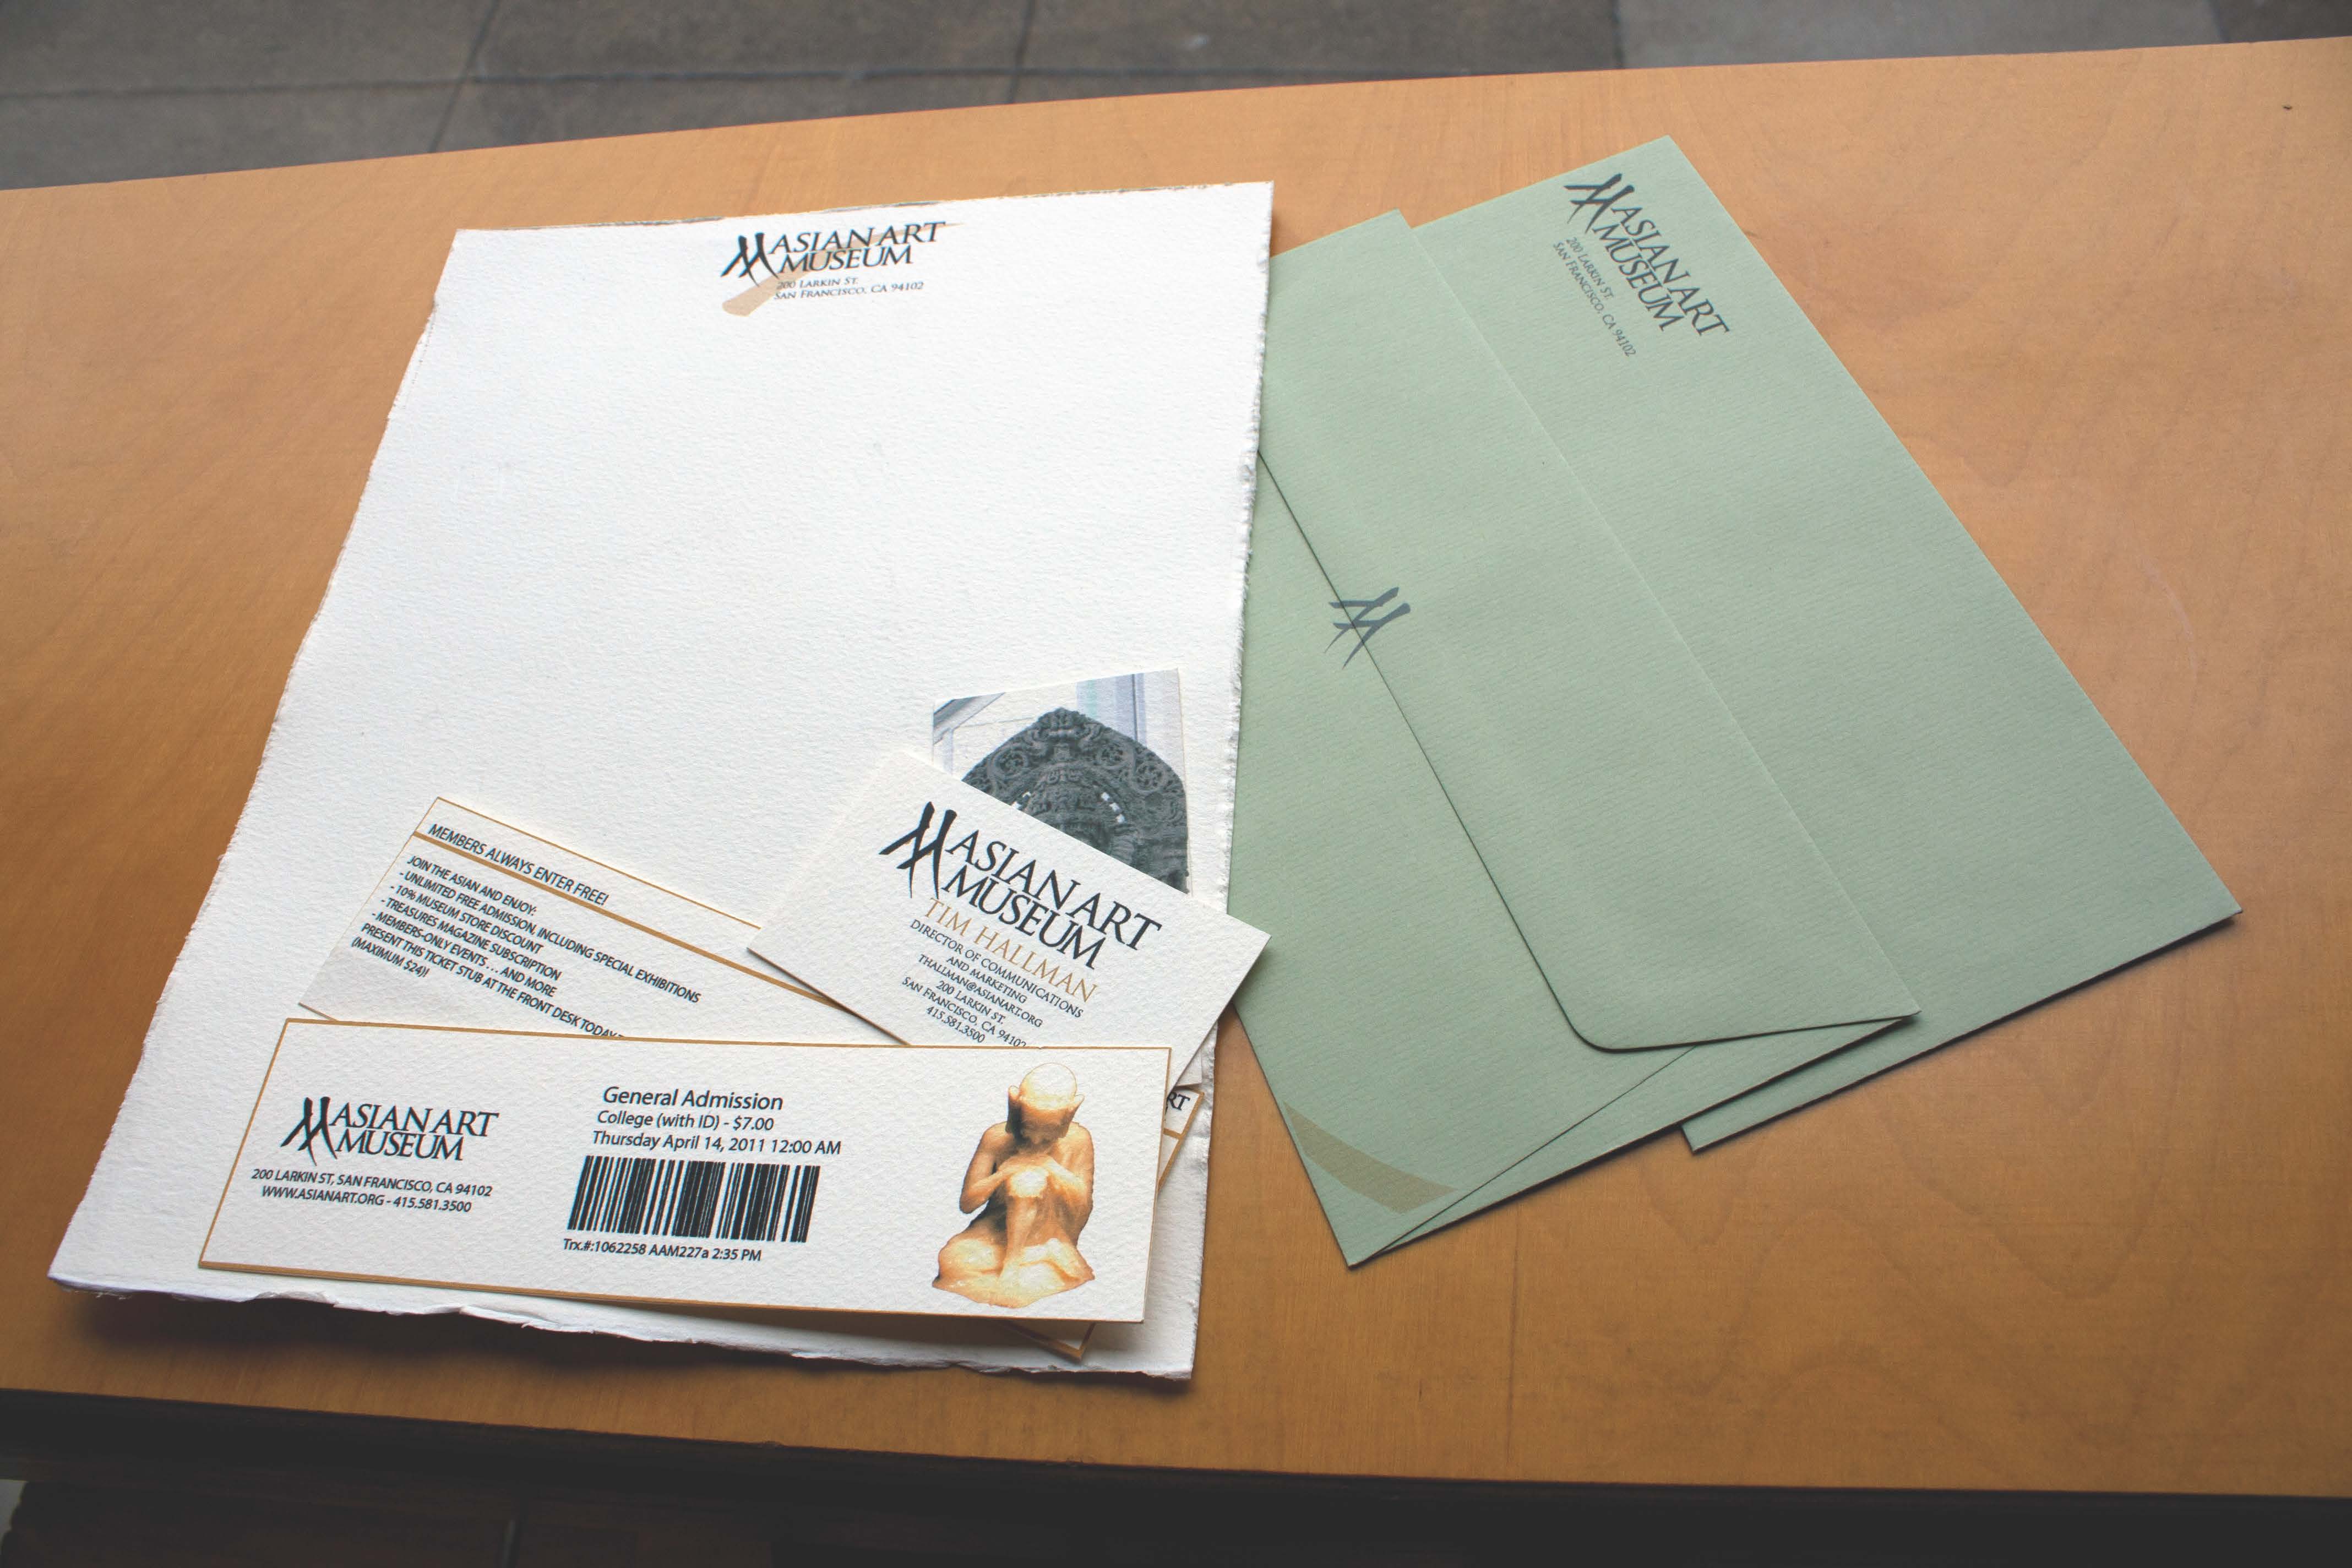 ASIAN ART
MUSEUM
200 LARKIN ST.
SAN FRANCISCO, CA 94102
ASIAN ART
MUSEUM
200 LARKIN ST.
SAN FRANCISCO, CA 94102
MEMBERS ALWAYS ENTER FREE!
JOIN THE ASIAN AND ENJOY:
- UNLIMITED FREE ADMISSION, INCLUDING SPECIAL EXHIBITIONS
- 10% MUSEUM STORE DISCOUNT
- TREASURES MAGAZINE SUBSCRIPTION
- MEMBERS-ONLY EVENTS . . . AND MORE
PRESENT THIS TICKET STUB AT THE FRONT DESK TODAY
(MAXIMUM $24)!
ASIAN ART
MUSEUM
TIM HALLMAN
DIRECTOR OF COMMUNICATIONS
AND MARKETING
THALLMAN@ASIANART.ORG
200 LARKIN ST.
SAN FRANCISCO, CA 94102
415.581.3500
ASIAN ART
MUSEUM
200 LARKIN ST, SAN FRANCISCO, CA 94102
WWW.ASIANART.ORG - 415.581.3500
General Admission
College (with ID) - $7.00
Thursday April 14, 2011 12:00 AM
Trx.#:1062258 AAM227a 2:35 PM
RT